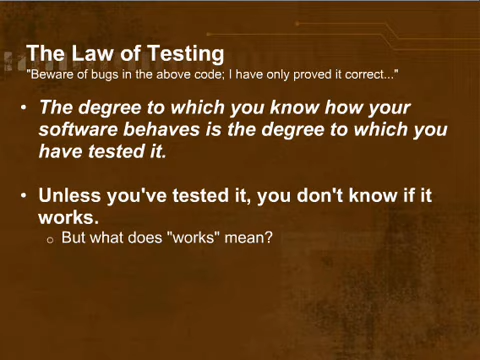 The Law of Testing
"Beware of bugs in the above code; I have only proved it correct..."
• The degree to which you know how your
software behaves is the degree to which you
have tested it.
• Unless you've tested it, you don't know if it
works.
o But what does "works" mean?